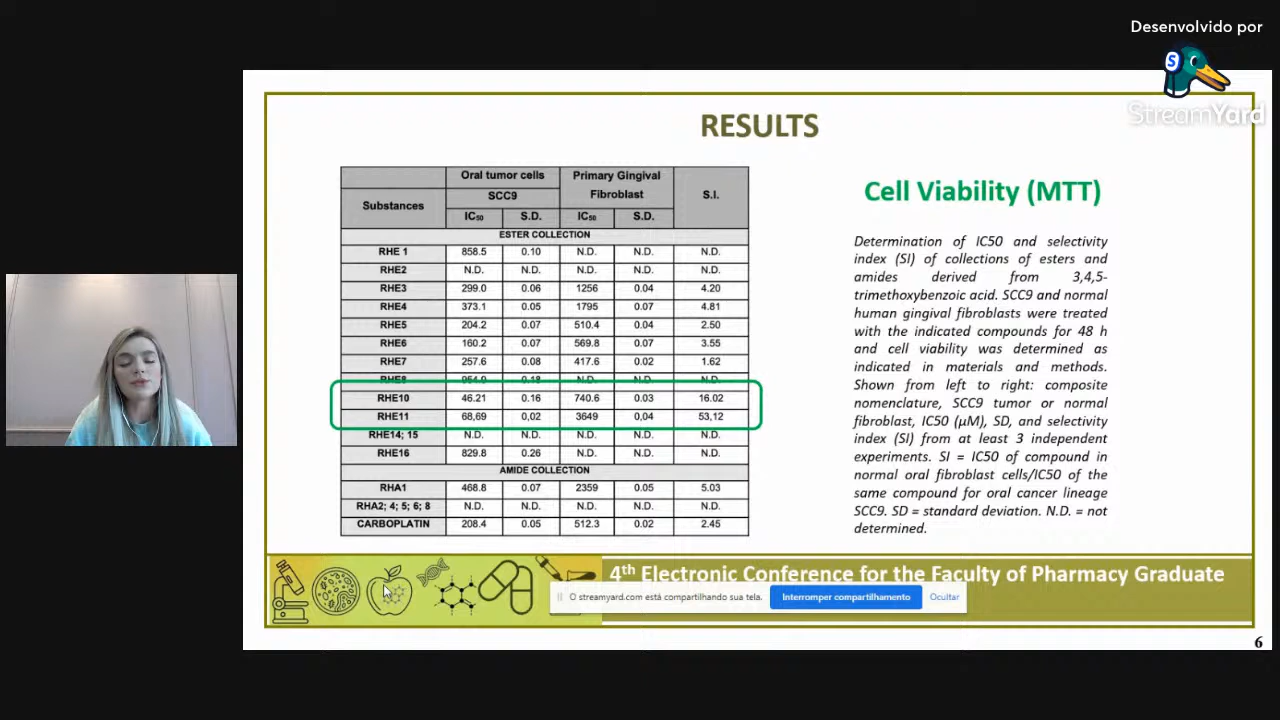 Desenvolvido por
StreamYard
RESULTS
Substances
Oral tumor cells
SCC9
Primary Gingival
Fibroblast
S.I.
IC50 S.D. IC50 S.D.
ESTER COLLECTION
RHE 1 858.5 0.10 N.D. N.D. N.D.
RHE2 N.D. N.D. N.D. N.D. N.D.
RHE3 299.0 0.06 1256 0.04 4.20
RHE4 373.1 0.05 1795 0.07 4.81
RHE5 204.2 0.07 510.4 0.04 2.50
RHE6 160.2 0.07 569.8 0.07 3.55
RHE7 257.6 0.08 417.6 0.02 1.62
RHE8 954.9 0.18 N.D. N.D. N.D.
RHE10 46.21 0.16 740.6 0.03 16.02
RHE11 68,69 0,02 3649 0,04 53,12
RHE14; 15 N.D. N.D. N.D. N.D. N.D.
RHE16 829.8 0.26 N.D. N.D. N.D.
AMIDE COLLECTION
RHA1 468.8 0.07 2359 0.05 5.03
RHA2; 4; 5; 6; 8 N.D. N.D. N.D. N.D. N.D.
CARBOPLATIN 208.4 0.05 512.3 0.02 2.45
Cell Viability (MTT)
Determination of IC50 and selectivity
index (SI) of collections of esters and
amides derived from 3,4,5-
trimethoxybenzoic acid. SCC9 and normal
human gingival fibroblasts were treated
with the indicated compounds for 48 h
and cell viability was determined as
indicated in materials and methods.
Shown from left to right: composite
nomenclature, SCC9 tumor or normal
fibroblast, IC50 (µM), SD, and selectivity
index (SI) from at least 3 independent
experiments. SI = IC50 of compound in
normal oral fibroblast cells/IC50 of the
same compound for oral cancer lineage
SCC9. SD = standard deviation. N.D. = not
determined.
4th Electronic Conference for the Faculty of Pharmacy Graduate
O streamyard.com está compartilhando sua tela. Interromper compartilhamento Ocultar
6